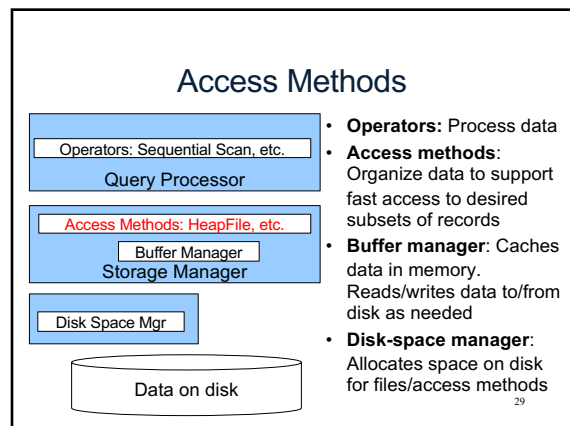 Access Methods
Operators: Sequential Scan, etc.
Query Processor
Access Methods: HeapFile, etc.
Buffer Manager
Storage Manager
Disk Space Mgr
Data on disk
• Operators: Process data
• Access methods:
Organize data to support
fast access to desired
subsets of records
• Buffer manager: Caches
data in memory.
Reads/writes data to/from
disk as needed
• Disk-space manager:
Allocates space on disk
for files/access methods
29